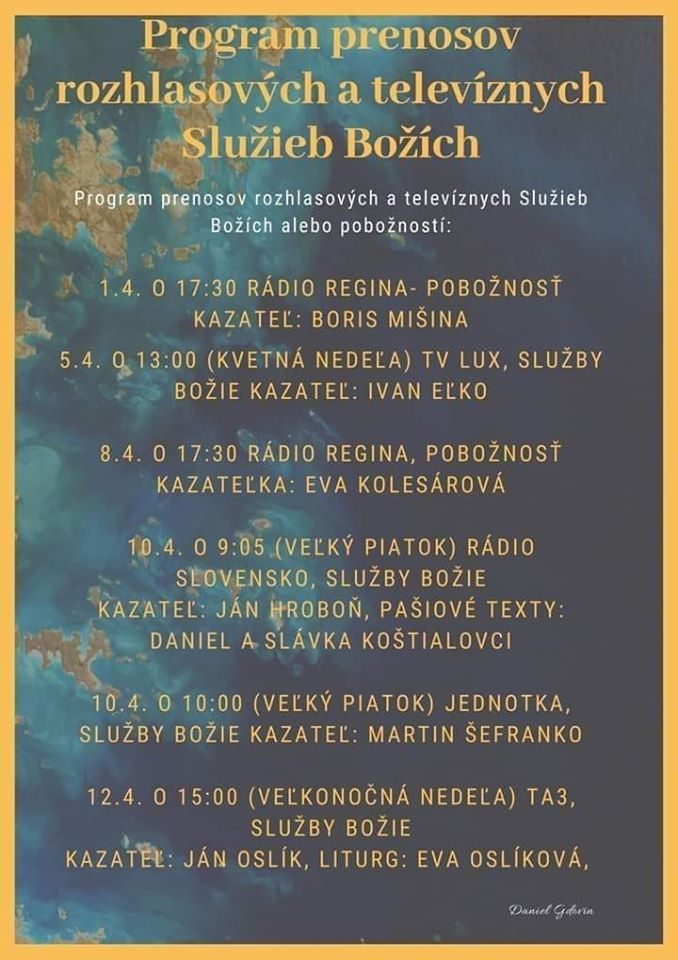 Program prenosov
rozhlasových a televíznych
Služieb Božích
Program prenosov rozhlasových a televíznych Služieb
Božích alebo pobožností:
1.4. O 17:30 RÁDIO REGINA- POBOŽNOSŤ
KAZATEĽ: BORIS MIŠINA
5.4. O 13:00 (KVETNÁ NEDEĽA) TV LUX, SLUŽBY
BOŽIE KAZATEĽ: IVAN EĽKO
8.4. O 17:30 RÁDIO REGINA, POBOŽNOSŤ
KAZATEĽKA: EVA KOLESÁROVÁ
10.4. O 9:05 (VEĽKÝ PIATOK) RÁDIO
SLOVENSKO, SLUŽBY BOŽIE
KAZATEĽ: JÁN HROBOŇ, PAŠIOVÉ TEXTY:
DANIEL A SLÁVKA KOŠTIALOVCI
10.4. O 10:00 (VEĽKÝ PIATOK) JEDNOTKA,
SLUŽBY BOŽIE KAZATEĽ: MARTIN ŠEFRANKO
12.4. O 15:00 (VEĽKONOČNÁ NEDEĽA) TA3,
SLUŽBY BOŽIE
KAZATEĽ: JÁN OSLÍK, LITURG: EVA OSLÍKOVÁ,
Daniel Gdovin